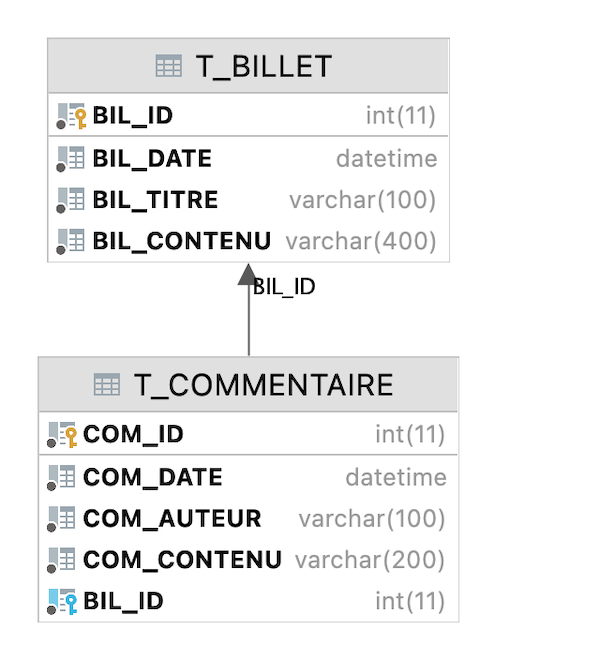 T_BILLET
BIL_ID int(11)
BIL_DATE datetime
BIL_TITRE varchar(100)
BIL_CONTENU varchar(400)
BIL_ID
T_COMMENTAIRE
COM_ID int(11)
COM_DATE datetime
COM_AUTEUR varchar(100)
COM_CONTENU varchar(200)
BIL_ID int(11)